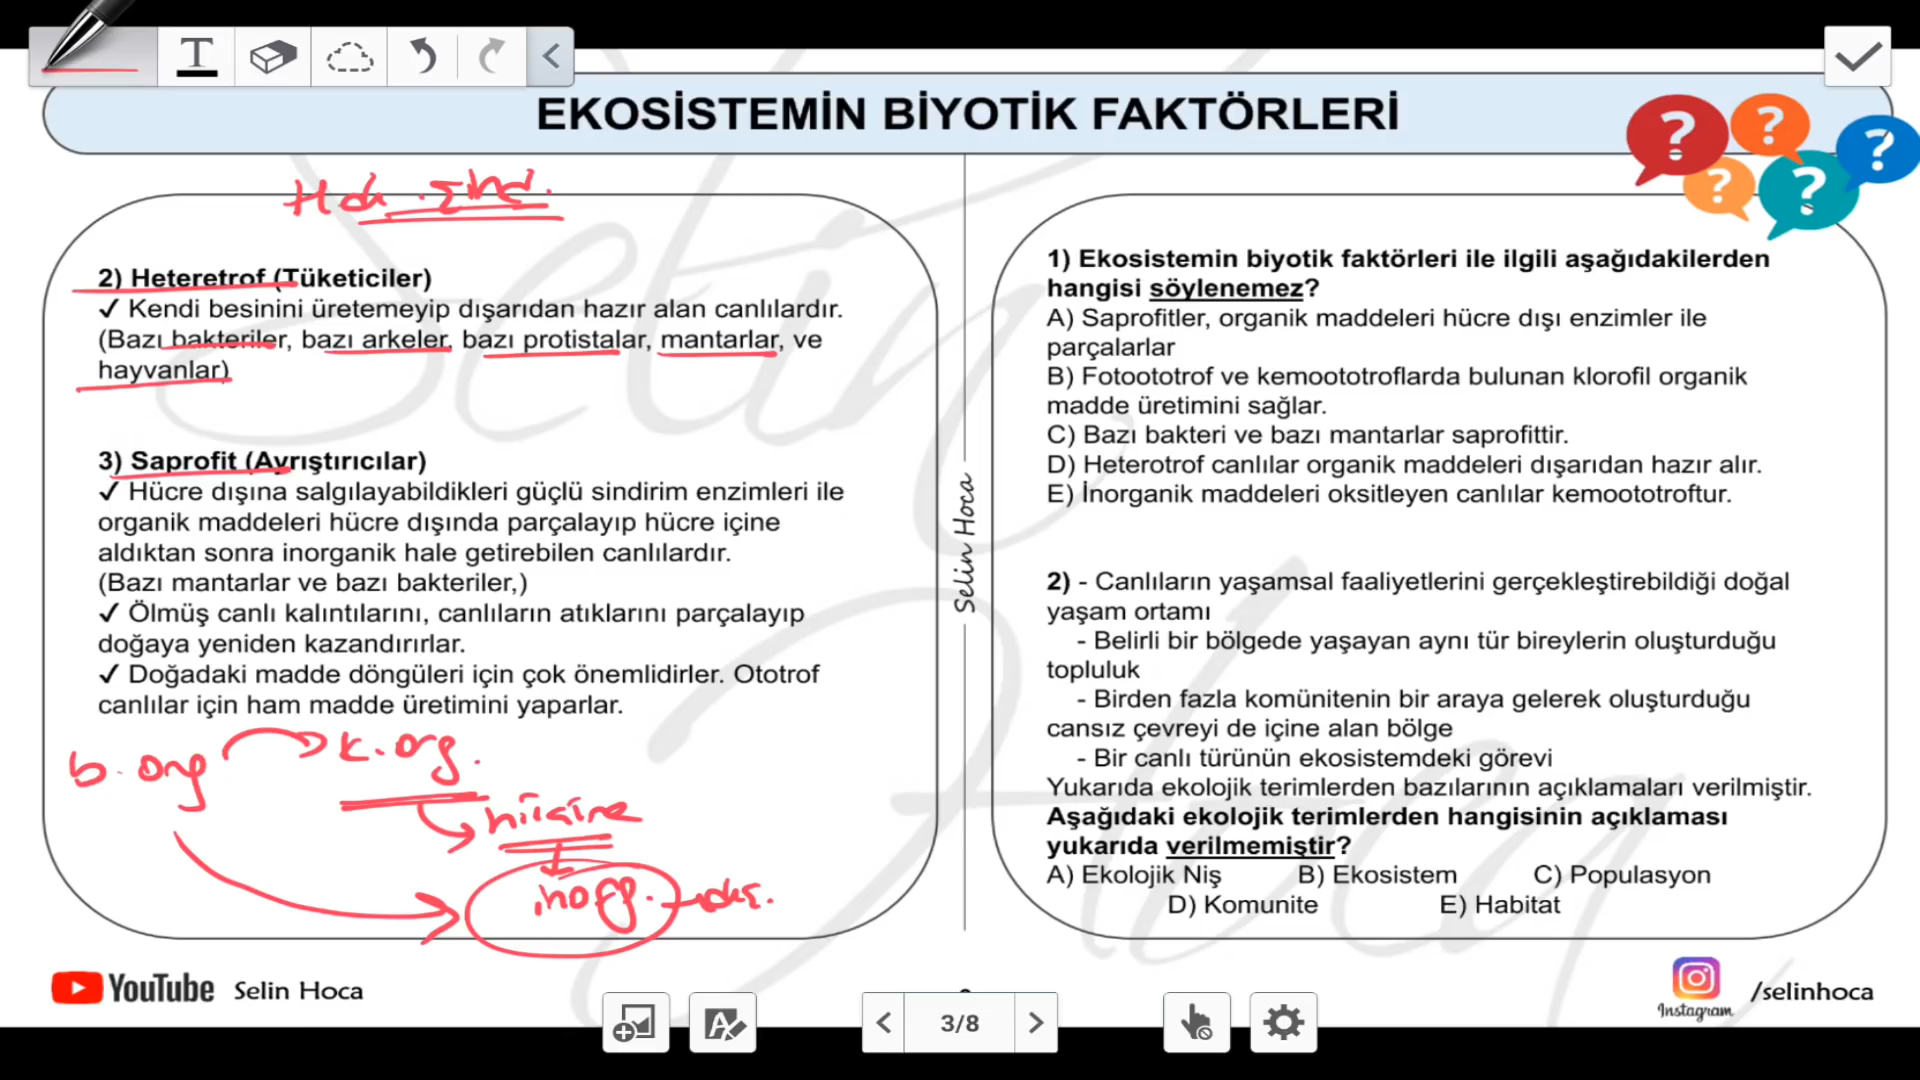 T
EKOSİSTEMİN BİYOTİK FAKTÖRLERİ
2) Heteretrof (Tüketiciler)
✓ Kendi besinini üretemeyip dışarıdan hazır alan canlılardır.
(Bazı bakteriler, bazı arkeler, bazı protistalar, mantarlar, ve
hayvanlar)
3) Saprofit (Ayrıştırıcılar)
✓ Hücre dışına salgılayabildikleri güçlü sindirim enzimleri ile
organik maddeleri hücre dışında parçalayıp hücre içine
aldıktan sonra inorganik hale getirebilen canlılardır.
(Bazı mantarlar ve bazı bakteriler,)
✓ Ölmüş canlı kalıntılarını, canlıların atıklarını parçalayıp
doğaya yeniden kazandırırlar.
✓ Doğadaki madde döngüleri için çok önemlidirler. Ototrof
canlılar için ham madde üretimini yaparlar.
b. org
k. org.
Selin Hoca
1) Ekosistemin biyotik faktörleri ile ilgili aşağıdakilerden
hangisi söylenemez?
A) Saprofitler, organik maddeleri hücre dışı enzimler ile
parçalarlar
B) Fotoototrof ve kemoototroflarda bulunan klorofil organik
madde üretimini sağlar.
C) Bazı bakteri ve bazı mantarlar saprofittir.
D) Heterotrof canlılar organik maddeleri dışarıdan hazır alır.
E) İnorganik maddeleri oksitleyen canlılar kemoototroftur.
2) - Canlıların yaşamsal faaliyetlerini gerçekleştirebildiği doğal
yaşam ortamı
- Belirli bir bölgede yaşayan aynı tür bireylerin oluşturduğu
topluluk
- Birden fazla komünitenin bir araya gelerek oluşturduğu
cansız çevreyi de içine alan bölge
- Bir canlı türünün ekosistemdeki görevi
Yukarıda ekolojik terimlerden bazılarının açıklamaları verilmiştir.
Aşağıdaki ekolojik terimlerden hangisinin açıklaması
yukarıda verilmemiştir?
A) Ekolojik Niş B) Ekosistem C) Populasyon
D) Komunite E) Habitat
YouTube Selin Hoca
Instagram /selinhoca
3/8